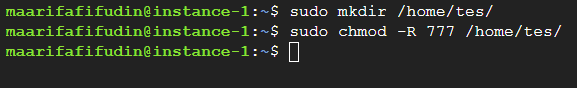 maarifafifudin@instance-1:~$ sudo mkdir /home/tes/
maarifafifudin@instance-1:~$ sudo chmod -R 777 /home/tes/
maarifafifudin@instance-1:~$